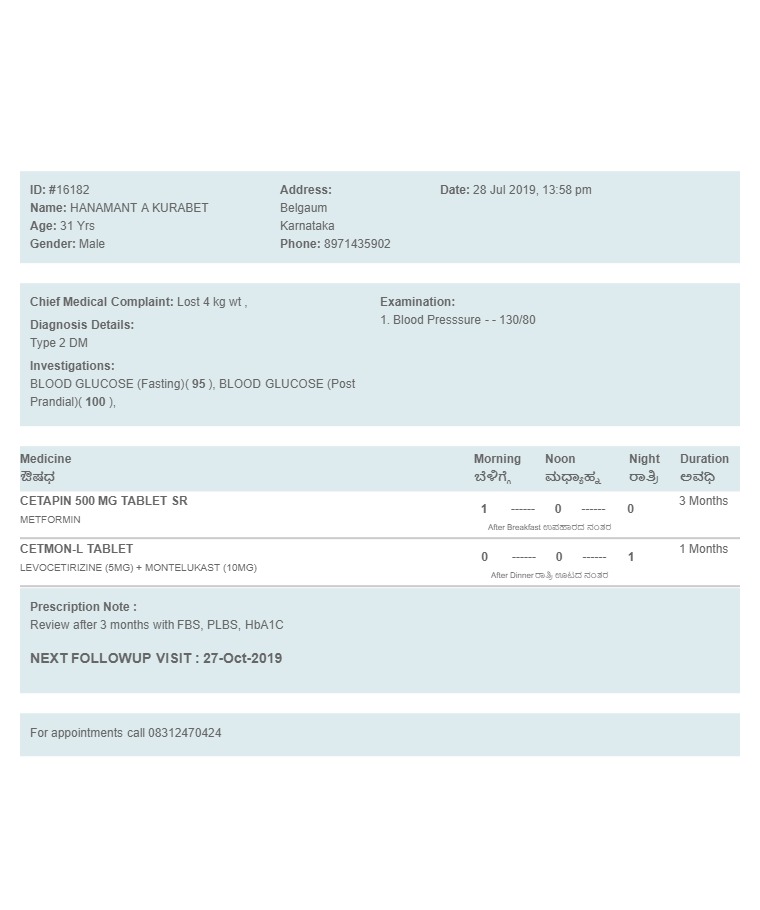 ID: #16182
Name: HANAMANT A KURABET
Age: 31 Yrs
Gender: Male
Address:
Belgaum
Karnataka
Phone: 8971435902
Date: 28 Jul 2019, 13:58 pm
Chief Medical Complaint: Lost 4 kg wt ,
Diagnosis Details:
Type 2 DM
Investigations:
BLOOD GLUCOSE (Fasting)( 95 ), BLOOD GLUCOSE (Post
Prandial)( 100 ),
Examination:
1. Blood Presssure - - 130/80
Medicine Morning Noon Night Duration
ಔಷಧ ಬೆಳಿಗ್ಗೆ ಮಧ್ಯಾಹ್ನ ರಾತ್ರಿ ಅವಧಿ
CETAPIN 500 MG TABLET SR 1 ------ 0 ------ 0 3 Months
METFORMIN After Breakfast ಉಪಹಾರದ ನಂತರ
CETMON-L TABLET 0 ------ 0 ------ 1 1 Months
LEVOCETIRIZINE (5MG) + MONTELUKAST (10MG) After Dinner ರಾತ್ರಿ ಊಟದ ನಂತರ
Prescription Note :
Review after 3 months with FBS, PLBS, HbA1C
NEXT FOLLOWUP VISIT : 27-Oct-2019
For appointments call 08312470424